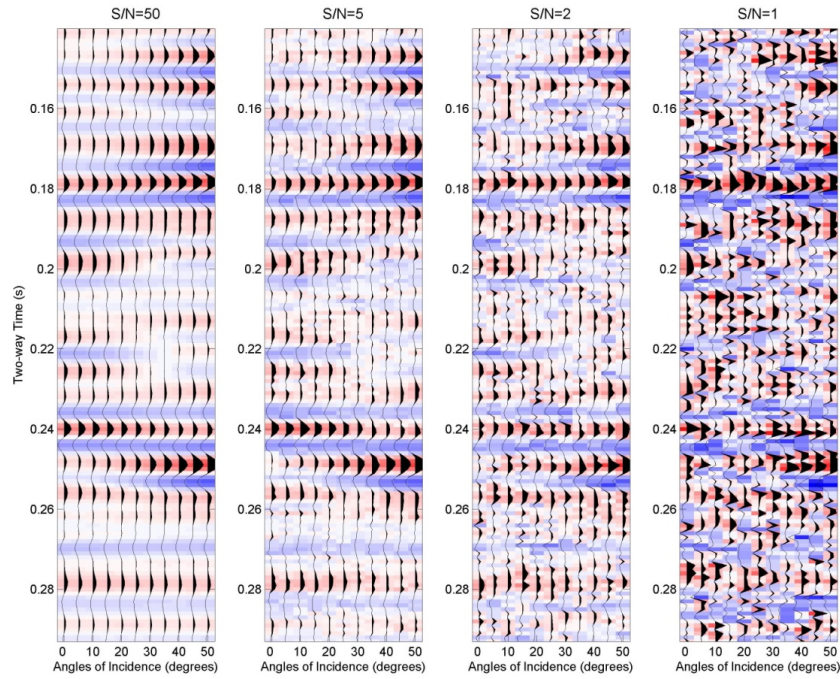 S/N=50 S/N=5 S/N=2 S/N=1
0.16 0.16 0.16 0.16
0.18 0.18 0.18 0.18
0.2 0.2 0.2 0.2
Two-way Time (s)
0.22 0.22 0.22 0.22
0.24 0.24 0.24 0.24
0.26 0.26 0.26 0.26
0.28 0.28 0.28 0.28
0 10 20 30 40 50 0 10 20 30 40 50 0 10 20 30 40 50 0 10 20 30 40 50
Angles of Incidence (degrees) Angles of Incidence (degrees) Angles of Incidence (degrees) Angles of Incidence (degrees)